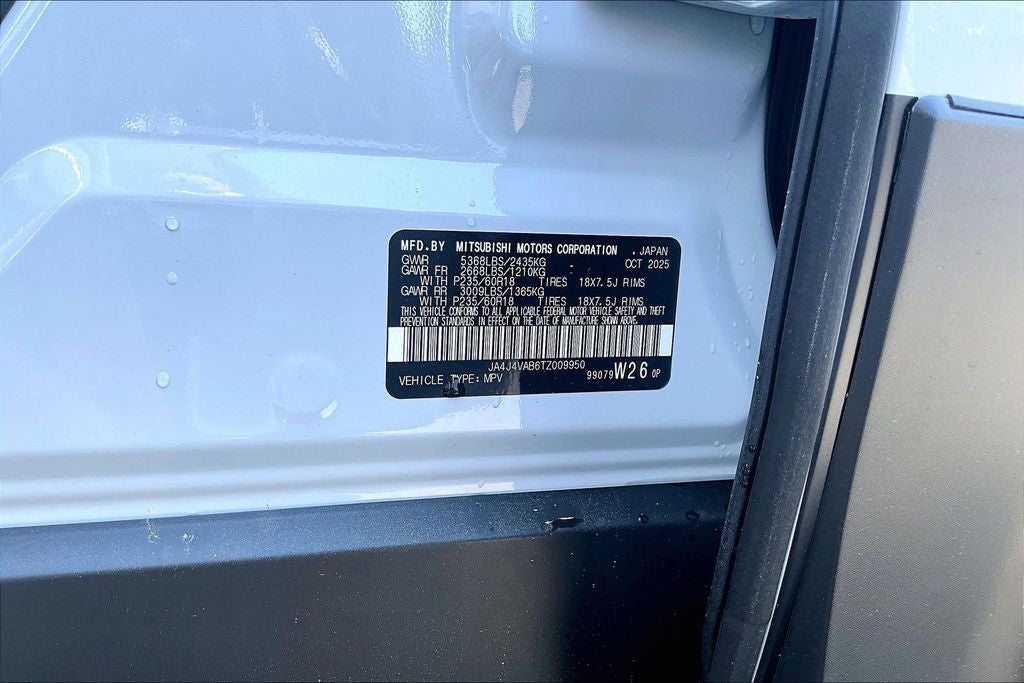 MFD.BY MITSUBISHI MOTORS CORPORATION , JAPAN
GWR 5368LBS/2435KG OCT 2025
GAWR FR 2668LBS/1210KG
WITH P235/60R18 TIRES 18X7.5J RIMS
GAWR RR 3009LBS/1365KG
WITH P235/60R18 TIRES 18X7.5J RIMS
THIS VEHICLE CONFORMS TO ALL APPLICABLE FEDERAL MOTOR VEHICLE SAFETY AND THEFT
PREVENTION STANDARDS IN EFFECT ON THE DATE OF MANUFACTURE SHOWN ABOVE.
JA4J4VAB6TZ009950
VEHICLE TYPE: MPV 99079 W26 0P